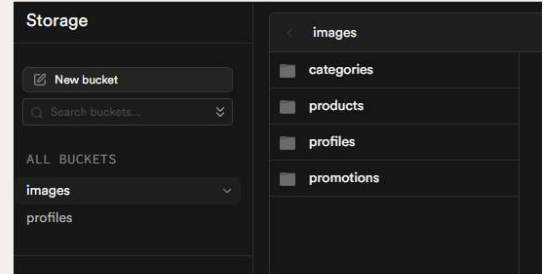 Storage
New bucket
Search buckets...
ALL BUCKETS
images
profiles
images
categories
products
profiles
promotions